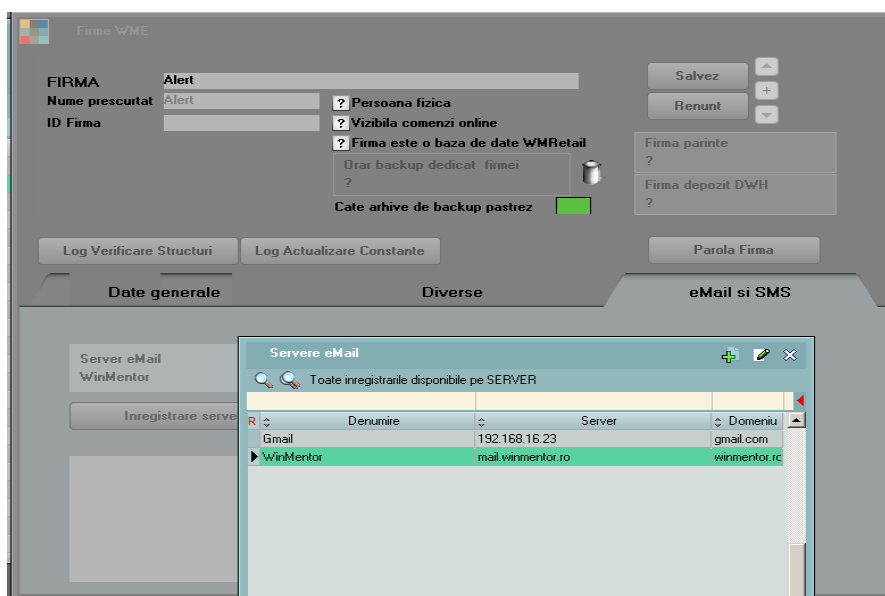 Firme WME
FIRMA Alert
Nume prescurtat Alert
ID Firma
? Persoana fizica
? Vizibila comenzi online
? Firma este o baza de date WMRetail
Orar backup dedicat firmei
?
Cate arhive de backup pastrez
Salvez
Renunt
+
Firma parinte
?
Firma depozit DWH
?
Log Verificare Structuri
Log Actualizare Constante
Parola Firma
Date generale
Diverse
eMail si SMS
Server eMail
WinMentor
Inregistrare serve
Servere eMail
Toate inregistrarile disponibile pe SERVER
R Denumire Server Domeniu
Gmail 192.168.16.23 gmail.com
WinMentor mail.winmentor.ro winmentor.rc